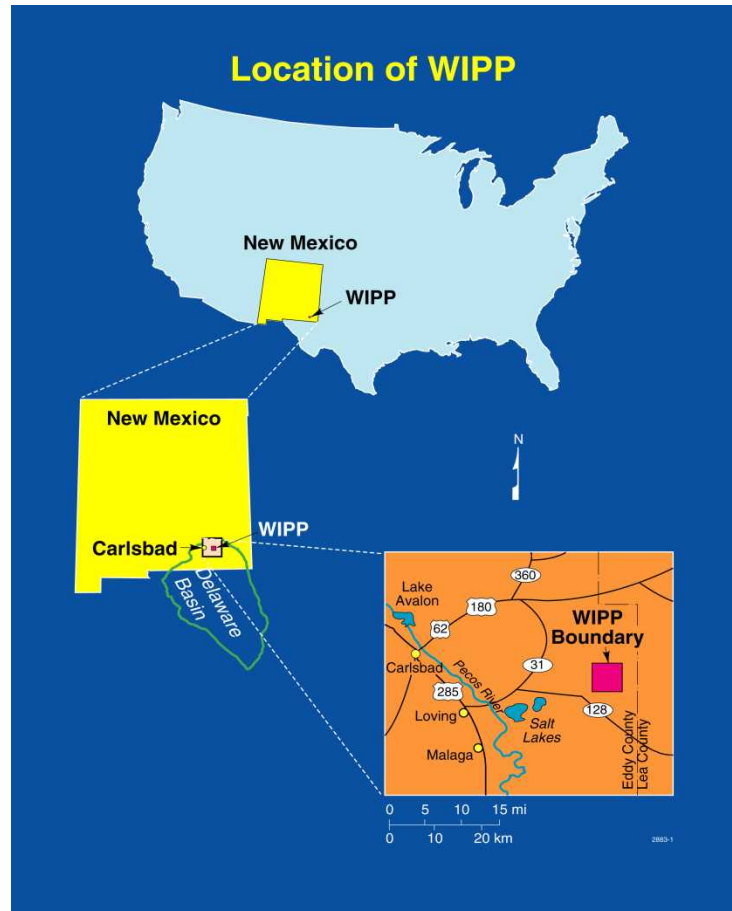 Location of WIPP
New Mexico
WIPP
New Mexico
N
WIPP
Carlsbad
Delaware
Basin
360
Lake
Avalon
180
62
WIPP
Boundary
Carlsbad
31
Pecos River
285
128
Loving
Salt
Lakes
Malaga
Eddy County
Lea County
0 5 10 15 mi
0 10 20 km
2883-1